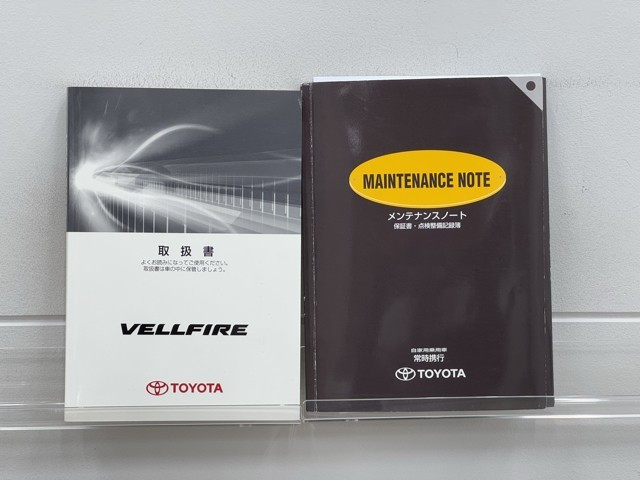 取扱書
よくお読みになってご使用ください。
取扱書は車の中に保管しましょう。
VELLFIRE
TOYOTA
MAINTENANCE NOTE
メンテナンスノート
保証書・点検整備記録簿
自家用乗用車
常時携行
TOYOTA